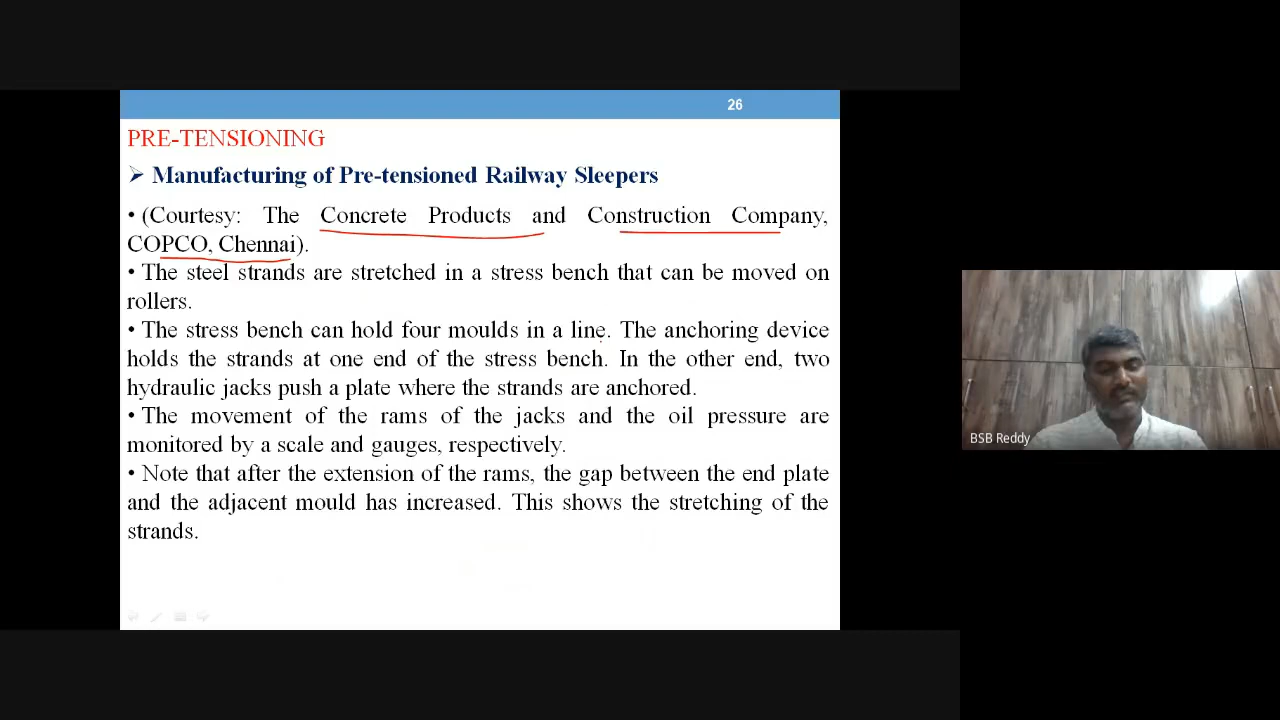 26
PRE-TENSIONING
➢ Manufacturing of Pre-tensioned Railway Sleepers
• (Courtesy: The Concrete Products and Construction Company,
COPCO, Chennai).
• The steel strands are stretched in a stress bench that can be moved on
rollers.
• The stress bench can hold four moulds in a line. The anchoring device
holds the strands at one end of the stress bench. In the other end, two
hydraulic jacks push a plate where the strands are anchored.
• The movement of the rams of the jacks and the oil pressure are
monitored by a scale and gauges, respectively.
• Note that after the extension of the rams, the gap between the end plate
and the adjacent mould has increased. This shows the stretching of the
strands.
BSB Reddy